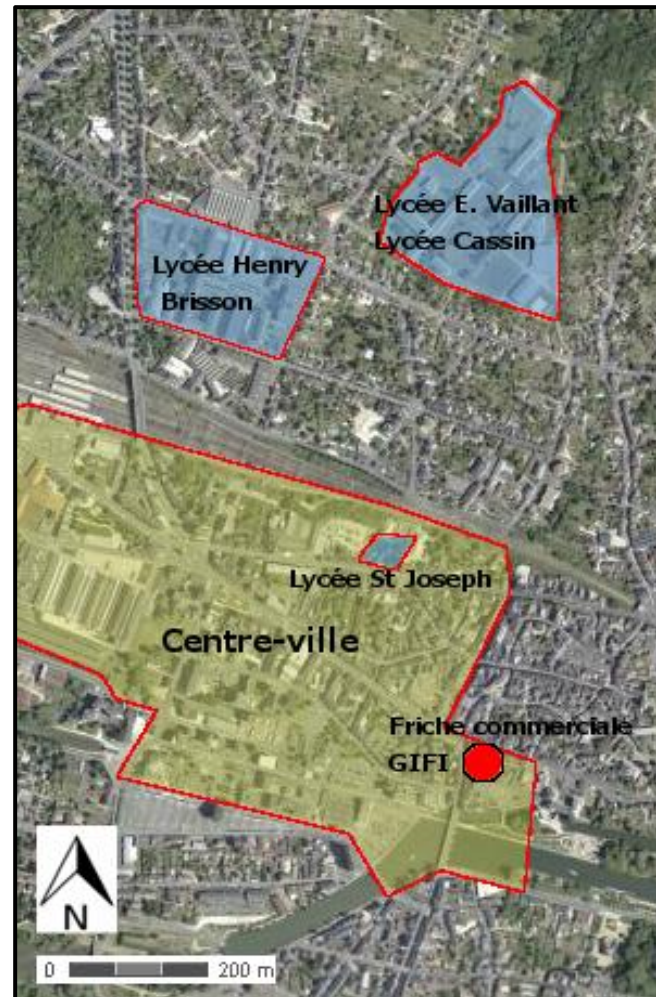 Lycée E. Vaillant
Lycée Cassin
Lycée Henry
Brisson
Lycée St Joseph
Centre-ville
Friche commerciale
GIFI
N
0 200 m